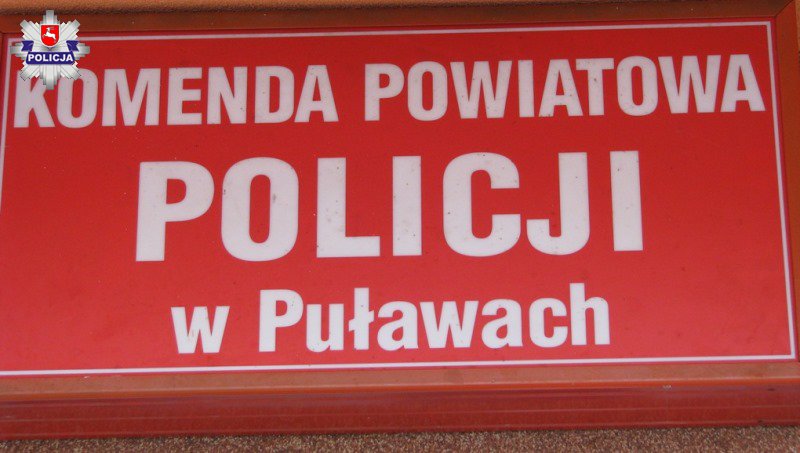 POLICJA
KOMENDA POWIATOWA
POLICJI
w Puławach